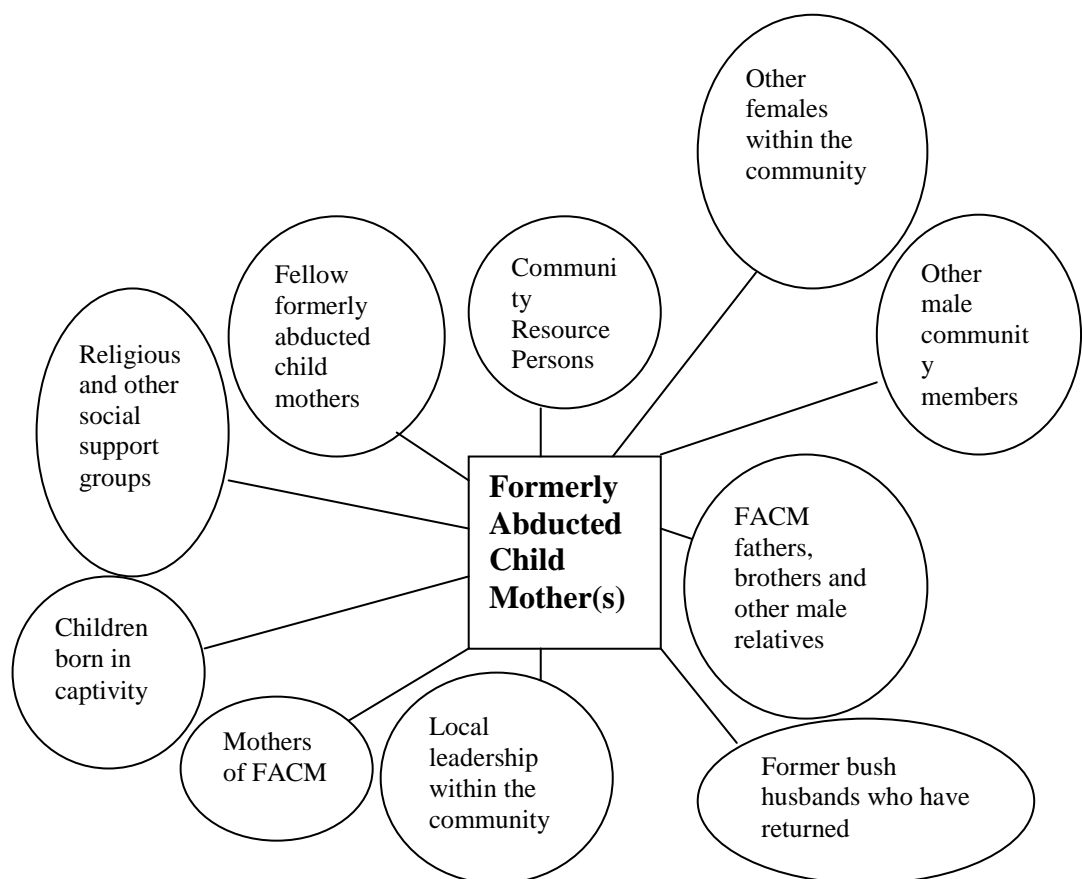 Other
females
within the
community
Fellow
formerly
abducted
child
mothers
Communi
ty
Resource
Persons
Other
male
communit
y
members
Religious
and other
social
support
groups
Formerly
Abducted
Child
Mother(s)
FACM
fathers,
brothers and
other male
relatives
Children
born in
captivity
Mothers
of FACM
Local
leadership
within the
community
Former bush
husbands who have
returned